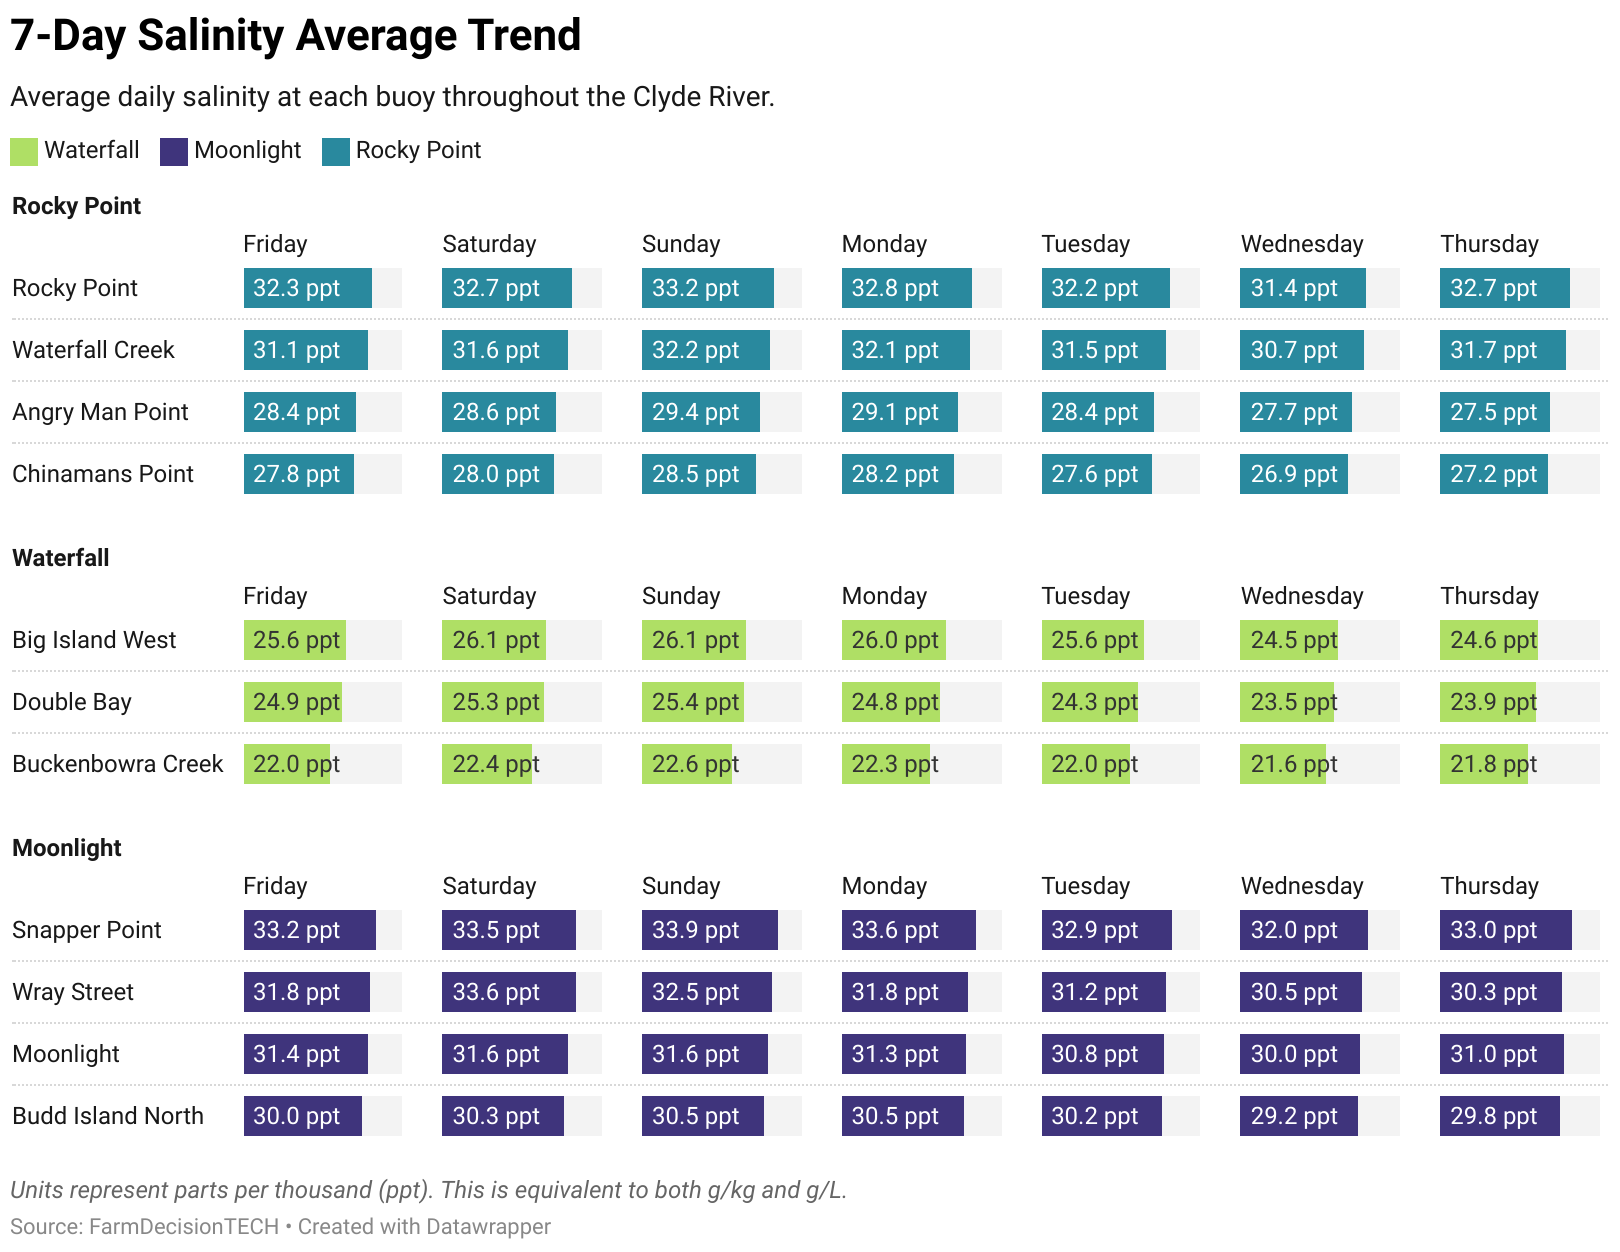 7-Day Salinity Average Trend
Average daily salinity at each buoy throughout the Clyde River.
Waterfall Moonlight Rocky Point
Rocky Point
Friday Saturday Sunday Monday Tuesday Wednesday Thursday
Rocky Point 32.3 ppt 32.7 ppt 33.2 ppt 32.8 ppt 32.2 ppt 31.4 ppt 32.7 ppt
Waterfall Creek 31.1 ppt 31.6 ppt 32.2 ppt 32.1 ppt 31.5 ppt 30.7 ppt 31.7 ppt
Angry Man Point 28.4 ppt 28.6 ppt 29.4 ppt 29.1 ppt 28.4 ppt 27.7 ppt 27.5 ppt
Chinamans Point 27.8 ppt 28.0 ppt 28.5 ppt 28.2 ppt 27.6 ppt 26.9 ppt 27.2 ppt
Waterfall
Friday Saturday Sunday Monday Tuesday Wednesday Thursday
Big Island West 25.6 ppt 26.1 ppt 26.1 ppt 26.0 ppt 25.6 ppt 24.5 ppt 24.6 ppt
Double Bay 24.9 ppt 25.3 ppt 25.4 ppt 24.8 ppt 24.3 ppt 23.5 ppt 23.9 ppt
Buckenbowra Creek 22.0 ppt 22.4 ppt 22.6 ppt 22.3 ppt 22.0 ppt 21.6 ppt 21.8 ppt
Moonlight
Friday Saturday Sunday Monday Tuesday Wednesday Thursday
Snapper Point 33.2 ppt 33.5 ppt 33.9 ppt 33.6 ppt 32.9 ppt 32.0 ppt 33.0 ppt
Wray Street 31.8 ppt 33.6 ppt 32.5 ppt 31.8 ppt 31.2 ppt 30.5 ppt 30.3 ppt
Moonlight 31.4 ppt 31.6 ppt 31.6 ppt 31.3 ppt 30.8 ppt 30.0 ppt 31.0 ppt
Budd Island North 30.0 ppt 30.3 ppt 30.5 ppt 30.5 ppt 30.2 ppt 29.2 ppt 29.8 ppt
Units represent parts per thousand (ppt). This is equivalent to both g/kg and g/L.
Source: FarmDecisionTECH • Created with Datawrapper